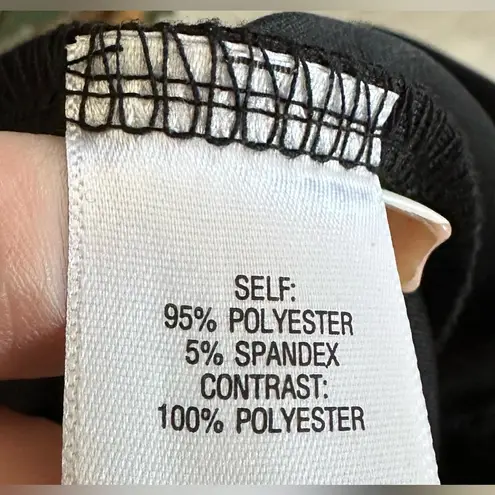 SELF:
95% POLYESTER
5% SPANDEX
CONTRAST:
100% POLYESTER